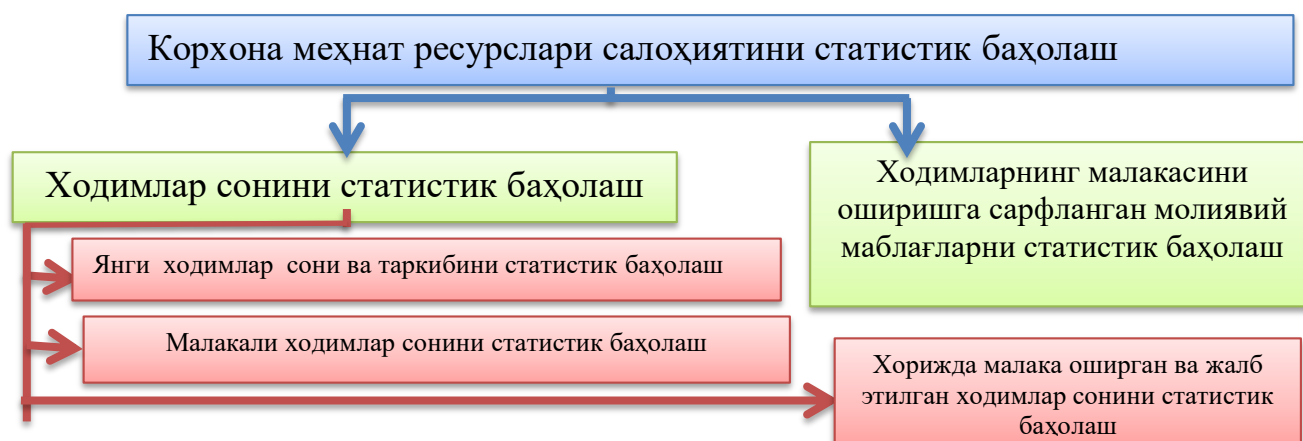 Корхона меҳнат ресурслари салоҳиятини статистик баҳолаш
Ходимлар сонини статистик баҳолаш
Ходимларнинг малакасини
оширишга сарфланган молиявий
маблағларни статистик баҳолаш
Янги ходимлар сони ва таркибини статистик баҳолаш
Малакали ходимлар сонини статистик баҳолаш
Хорижда малака оширган ва жалб
этилган ходимлар сонини статистик
баҳолаш